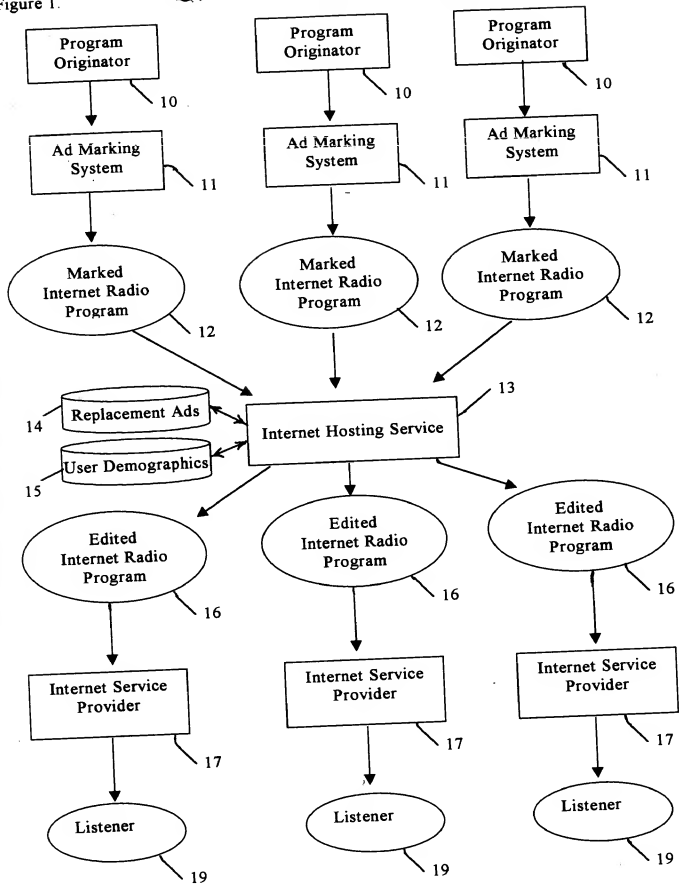 Figure 1.
Program
Originator
10
Program
Originator
10
Program
Originator
10
Ad Marking
System
11
Ad Marking
System
11
Ad Marking
System
11
Marked
Internet Radio
Program
12
Marked
Internet Radio
Program
12
Marked
Internet Radio
Program
12
13
14
Replacement Ads
Internet Hosting Service
15
User Demographics
Edited
Internet Radio
Program
16
Edited
Internet Radio
Program
16
Edited
Internet Radio
Program
16
Internet Service
Provider
17
Internet Service
Provider
17
Internet Service
Provider
17
Listener
19
Listener
19
Listener
19